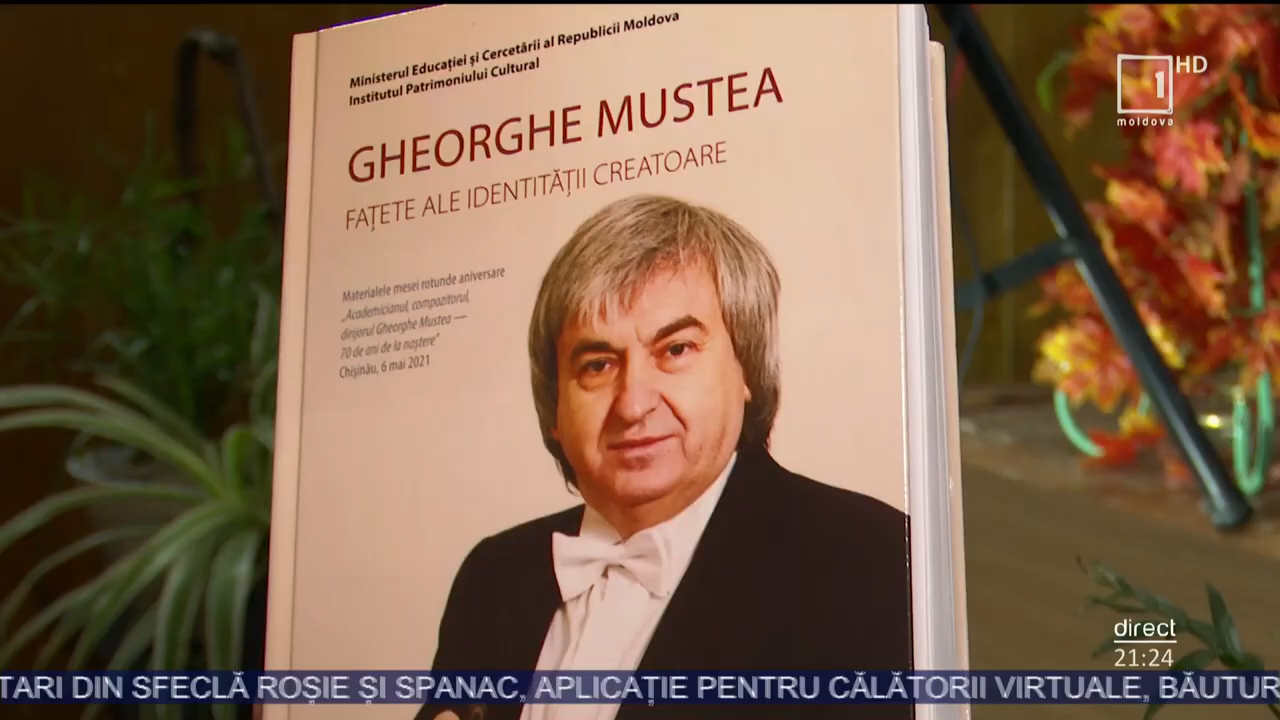 Ministerul Educației și Cercetării al Republicii Moldova
Institutul Patrimoniului Cultural
GHEORGHE MUSTEA
FAȚETE ALE IDENTITĂȚII CREATOARE
Materialele mesei rotunde aniversare
„Academicianul, compozitorul,
dirijorul Gheorghe Mustea —
70 de ani de la naștere”
Chișinău, 6 mai 2021
1 HD
moldova
direct
21:24
TARI DIN SFECLĂ ROȘIE ȘI SPANAC, APLICAȚIE PENTRU CĂLĂTORII VIRTUALE, BĂUTUR